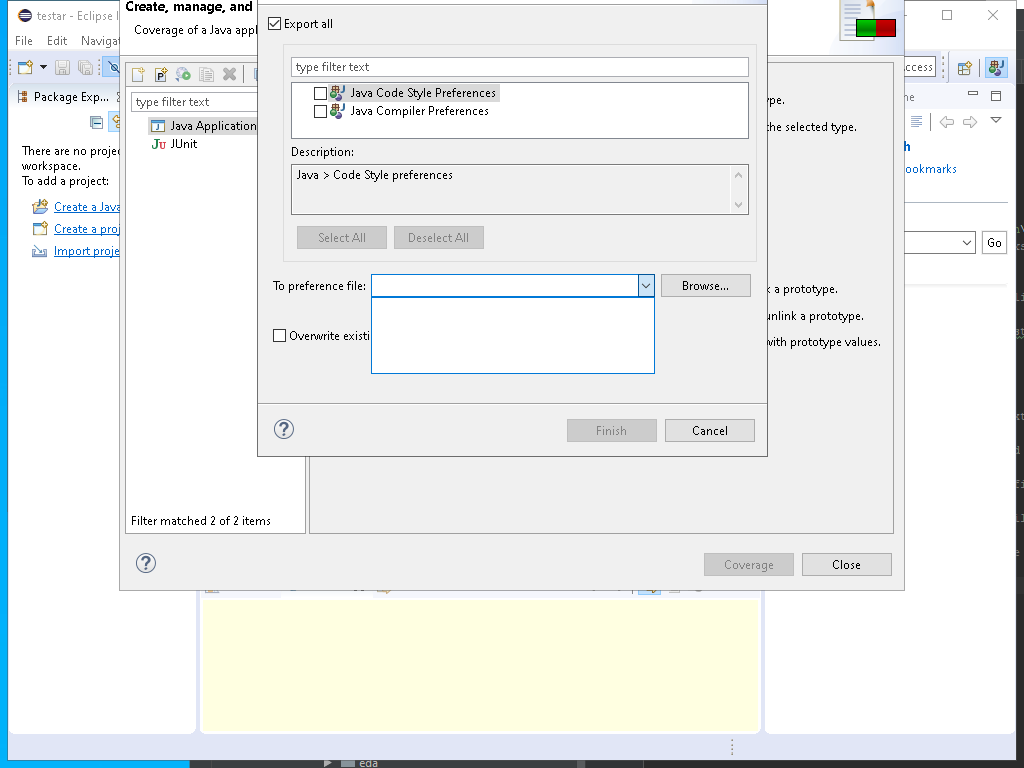 testar - Eclipse I
File Edit Navigat
Package Exp...
There are no projec
workspace.
To add a project:
Create a Java
Create a proj
Import proje
Create, manage, and
Coverage of a Java appl
type filter text
Java Application
JUnit
Filter matched 2 of 2 items
Export all
type filter text
Java Code Style Preferences
Java Compiler Preferences
Description:
Java > Code Style preferences
Select All
Deselect All
To preference file:
Browse...
Overwrite existi
Finish
Cancel
ype.
he selected type.
k a prototype.
unlink a prototype.
with prototype values.
Coverage
Close
ccess
ne
h
ookmarks
Go
eda